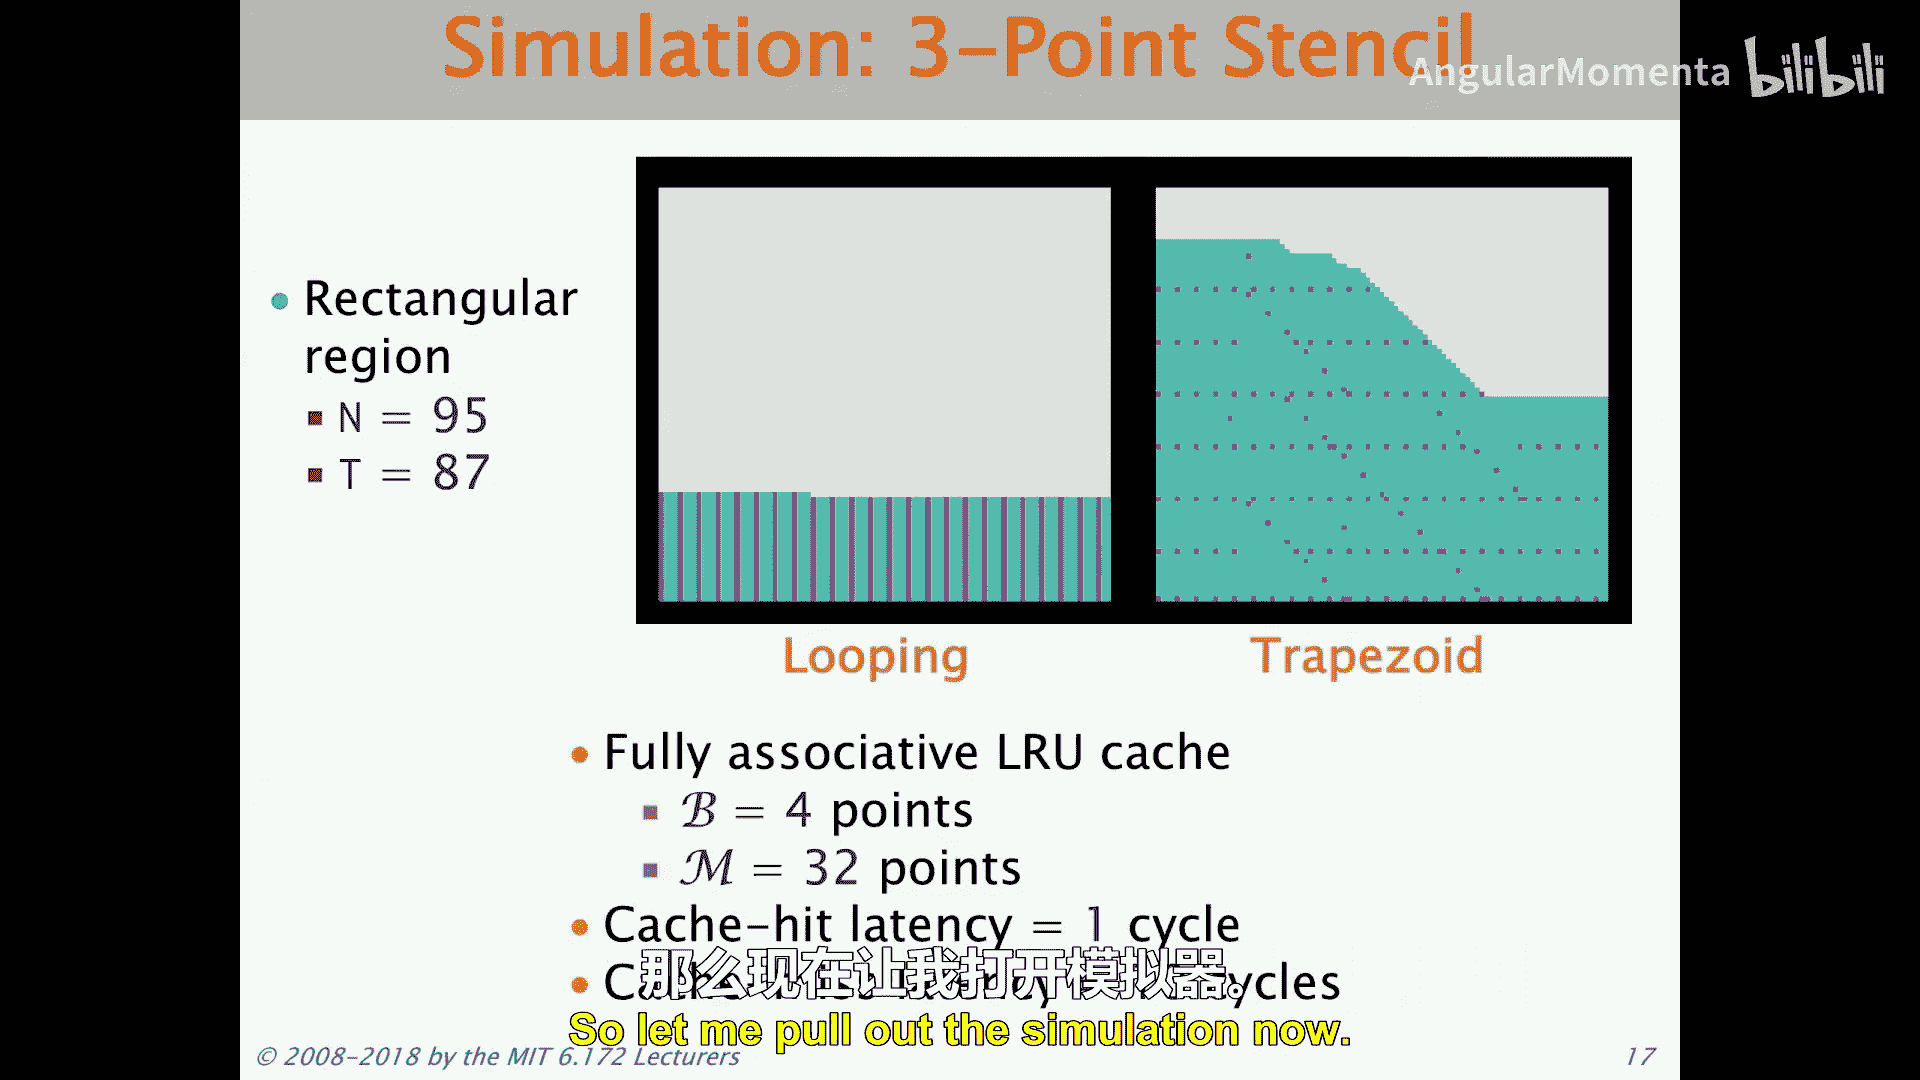 Simulation: 3-Point Stencil
AngularMomenta bilibili
• Rectangular
region
▪ N = 95
▪ T = 87
Looping
Trapezoid
• Fully associative LRU cache
▪ ℬ = 4 points
▪ ℳ = 32 points
• Cache-hit latency = 1 cycle
• cycles
那么现在让我打开模拟器。
So let me pull out the simulation now.
© 2008-2018 by the MIT 6.172 Lecturers
17